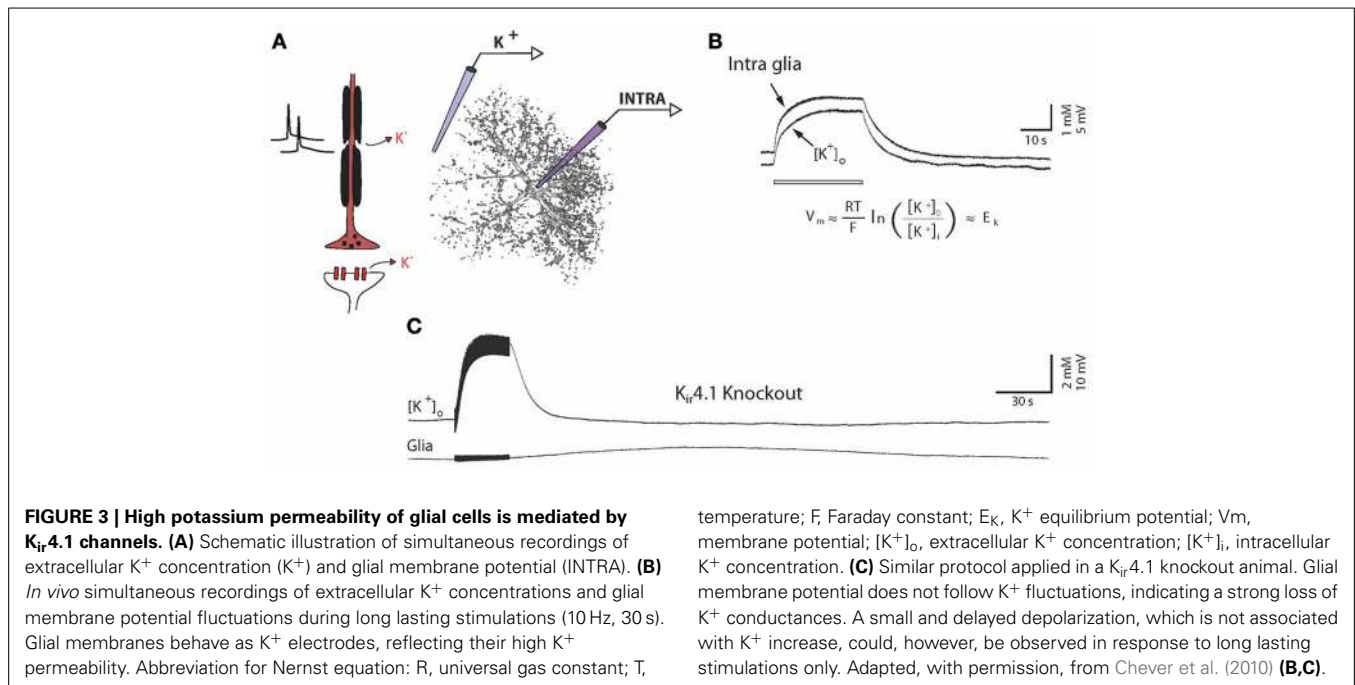 A
K +
INTRA
K+
K+
B
Intra glia
[K+]o
1 mM
5 mV
10 s
Vm ≈ RT/F ln ([K+]o/[K+]i) ≈ Ek
C
[K+]o
Kir4.1 Knockout
Glia
2 mM
10 mV
30 s
FIGURE 3 | High potassium permeability of glial cells is mediated by
Kir4.1 channels. (A) Schematic illustration of simultaneous recordings of
extracellular K+ concentration (K+) and glial membrane potential (INTRA). (B)
In vivo simultaneous recordings of extracellular K+ concentrations and glial
membrane potential fluctuations during long lasting stimulations (10 Hz, 30 s).
Glial membranes behave as K+ electrodes, reflecting their high K+
permeability. Abbreviation for Nernst equation: R, universal gas constant; T,
temperature; F, Faraday constant; EK, K+ equilibrium potential; Vm,
membrane potential; [K+]o, extracellular K+ concentration; [K+]i, intracellular
K+ concentration. (C) Similar protocol applied in a Kir4.1 knockout animal. Glial
membrane potential does not follow K+ fluctuations, indicating a strong loss of
K+ conductances. A small and delayed depolarization, which is not associated
with K+ increase, could, however, be observed in response to long lasting
stimulations only. Adapted, with permission, from Chever et al. (2010) (B,C).